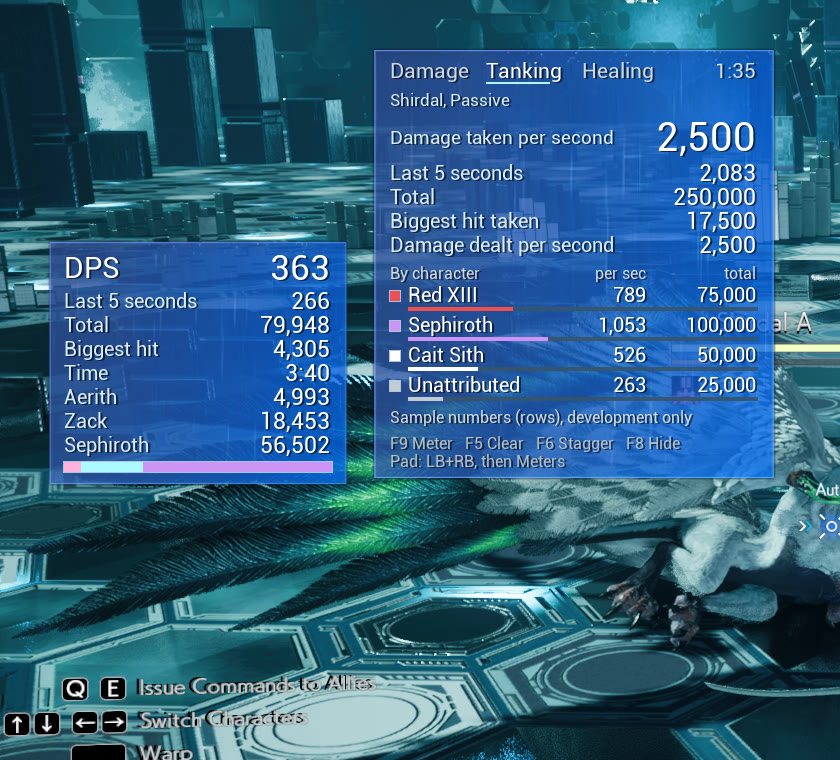 Damage Tanking Healing 1:35
Shirdal, Passive
Damage taken per second 2,500
Last 5 seconds 2,083
Total 250,000
Biggest hit taken 17,500
Damage dealt per second 2,500
By character per sec total
Red XIII 789 75,000
Sephiroth 1,053 100,000
Cait Sith 526 50,000
Unattributed 263 25,000
Sample numbers (rows), development only
F9 Meter F5 Clear F6 Stagger F8 Hide
Pad: LB+RB, then Meters
DPS 363
Last 5 seconds 266
Total 79,948
Biggest hit 4,305
Time 3:40
Aerith 4,993
Zack 18,453
Sephiroth 56,502
A
Aut
Q E Issue Commands to Allies
↑ ↓ ← → Switch Characters
Warp